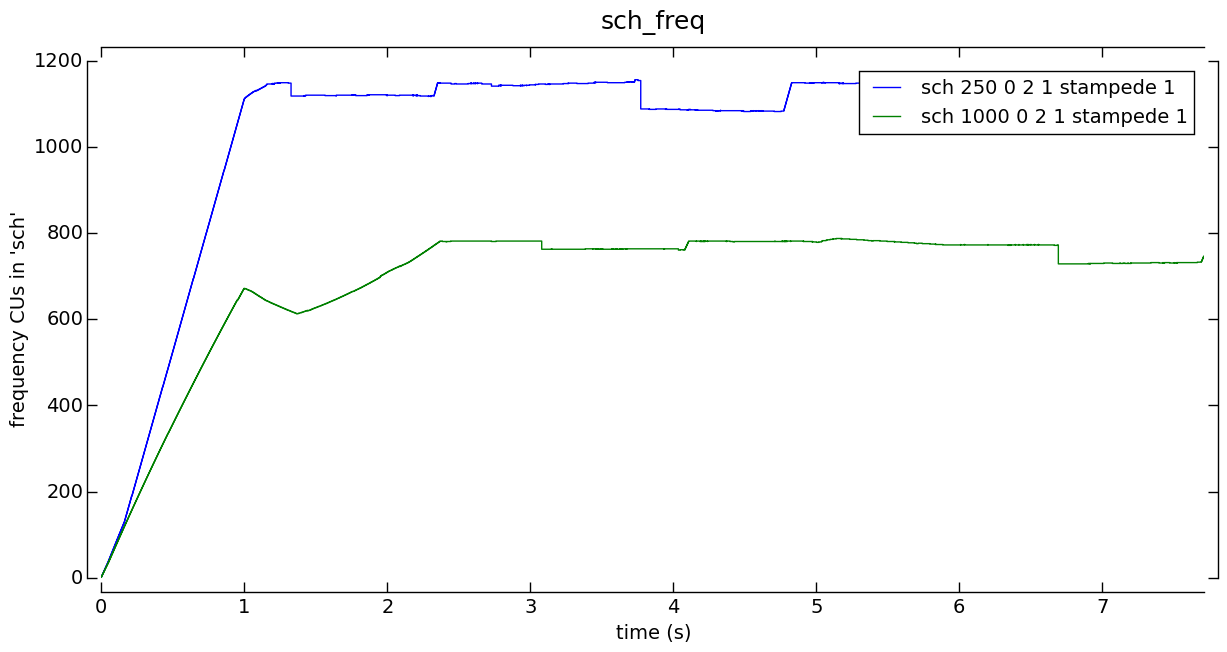 sch_freq
1200
1000
800
600
400
200
0
frequency CUs in 'sch'
sch 250 0 2 1 stampede 1
sch 1000 0 2 1 stampede 1
0 1 2 3 4 5 6 7
time (s)